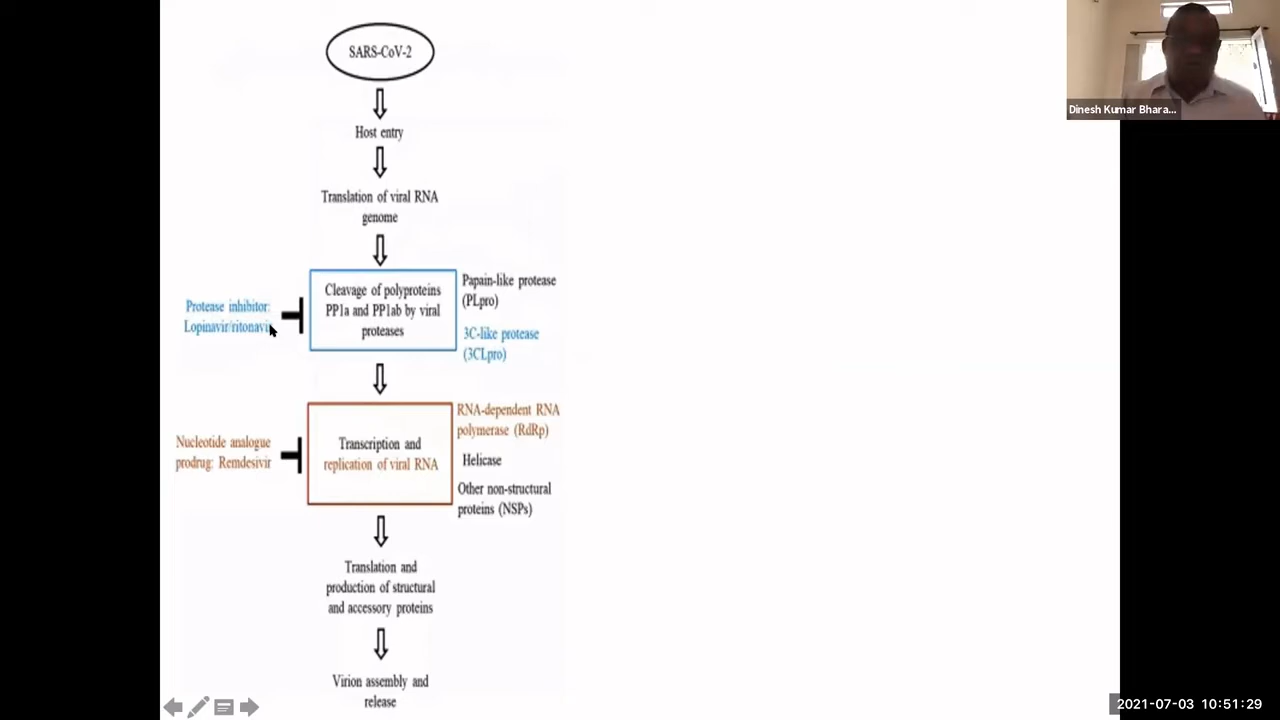 SARS-CoV-2
Host entry
Translation of viral RNA
genome
Protease inhibitor:
Lopinavir/ritonavir
Cleavage of polyproteins
PP1a and PP1ab by viral
proteases
Papain-like protease
(PLpro)
3C-like protease
(3CLpro)
Nucleotide analogue
prodrug: Remdesivir
Transcription and
replication of viral RNA
RNA-dependent RNA
polymerase (RdRp)
Helicase
Other non-structural
proteins (NSPs)
Translation and
production of structural
and accessory proteins
Virion assembly and
release
Dinesh Kumar Bhara...
2021-07-03 10:51:29